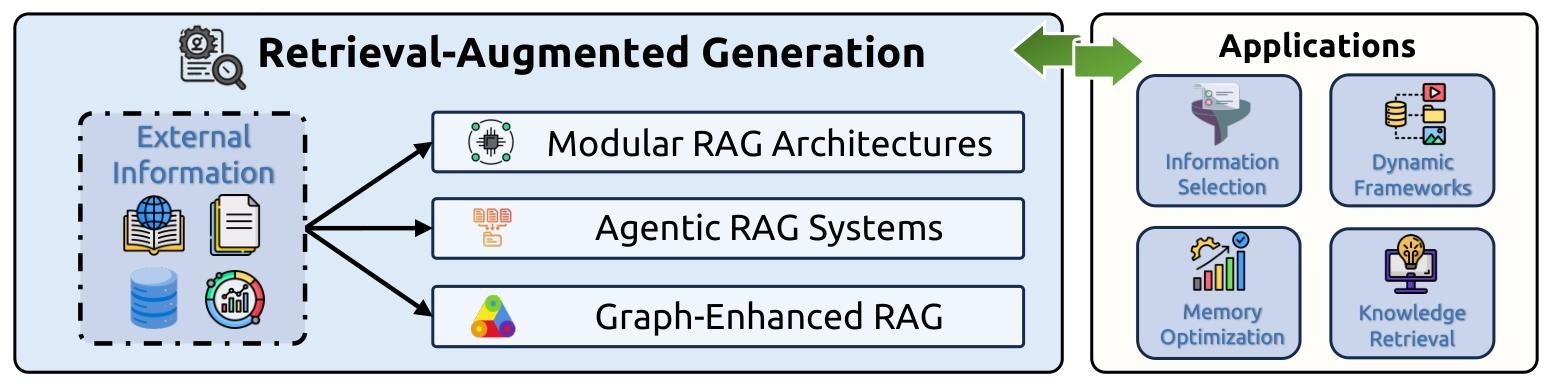 Retrieval-Augmented Generation
External
Information
Modular RAG Architectures
Agentic RAG Systems
Graph-Enhanced RAG
Applications
Information
Selection
Dynamic
Frameworks
Memory
Optimization
Knowledge
Retrieval